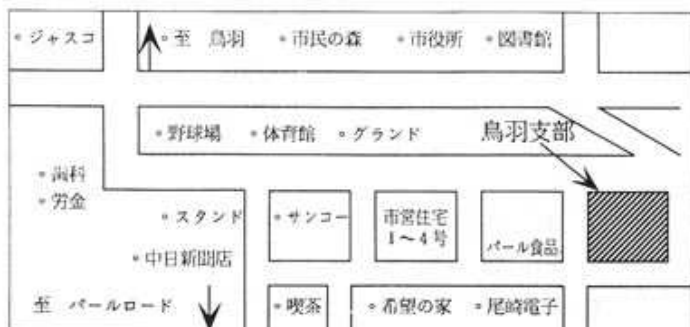 ・ジャスコ
・至 鳥羽 ・市民の森 ・市役所 ・図書館
・野球場 ・体育館 ・グランド 鳥羽支部
・歯科
・労金
・スタンド
・サンコー
市営住宅
1～4号
パール食品
・中日新聞店
至 パールロード
・喫茶
・希望の家 ・尾崎電子